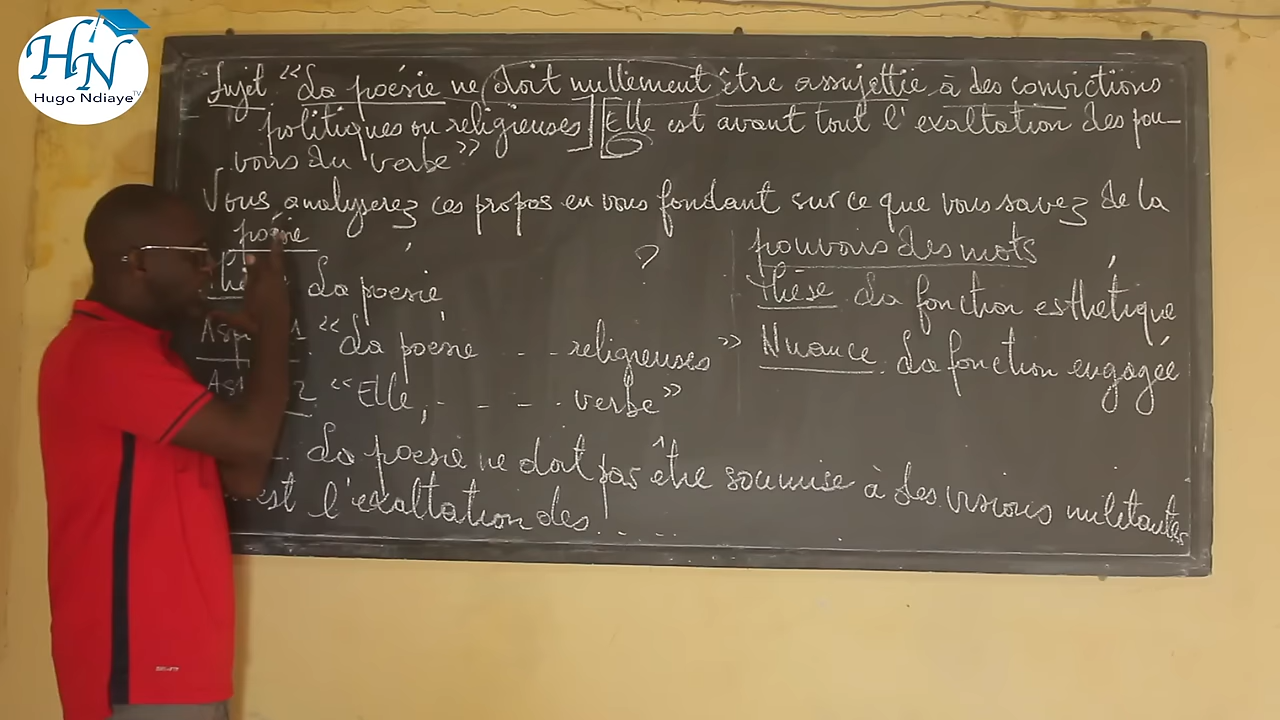 HN
Hugo Ndiaye TV
Sujet "La poésie ne doit nullement être assujettie à des convictions
politiques ou religieuses] [Elle est avant tout l'exaltation des pou-
voirs du verbe"
Vous analyserez ces propos en vous fondant sur ce que vous savez de la
poésie
? pouvoirs des mots
La poésie
Thèse La fonction esthétique
1. "La poésie . . . religieuses"
Nuance. La fonction engagée
2 "Elle, - - - . verbe"
La poésie ne doit pas être soumise à des visions militantes
est l'exaltation des . . . . .